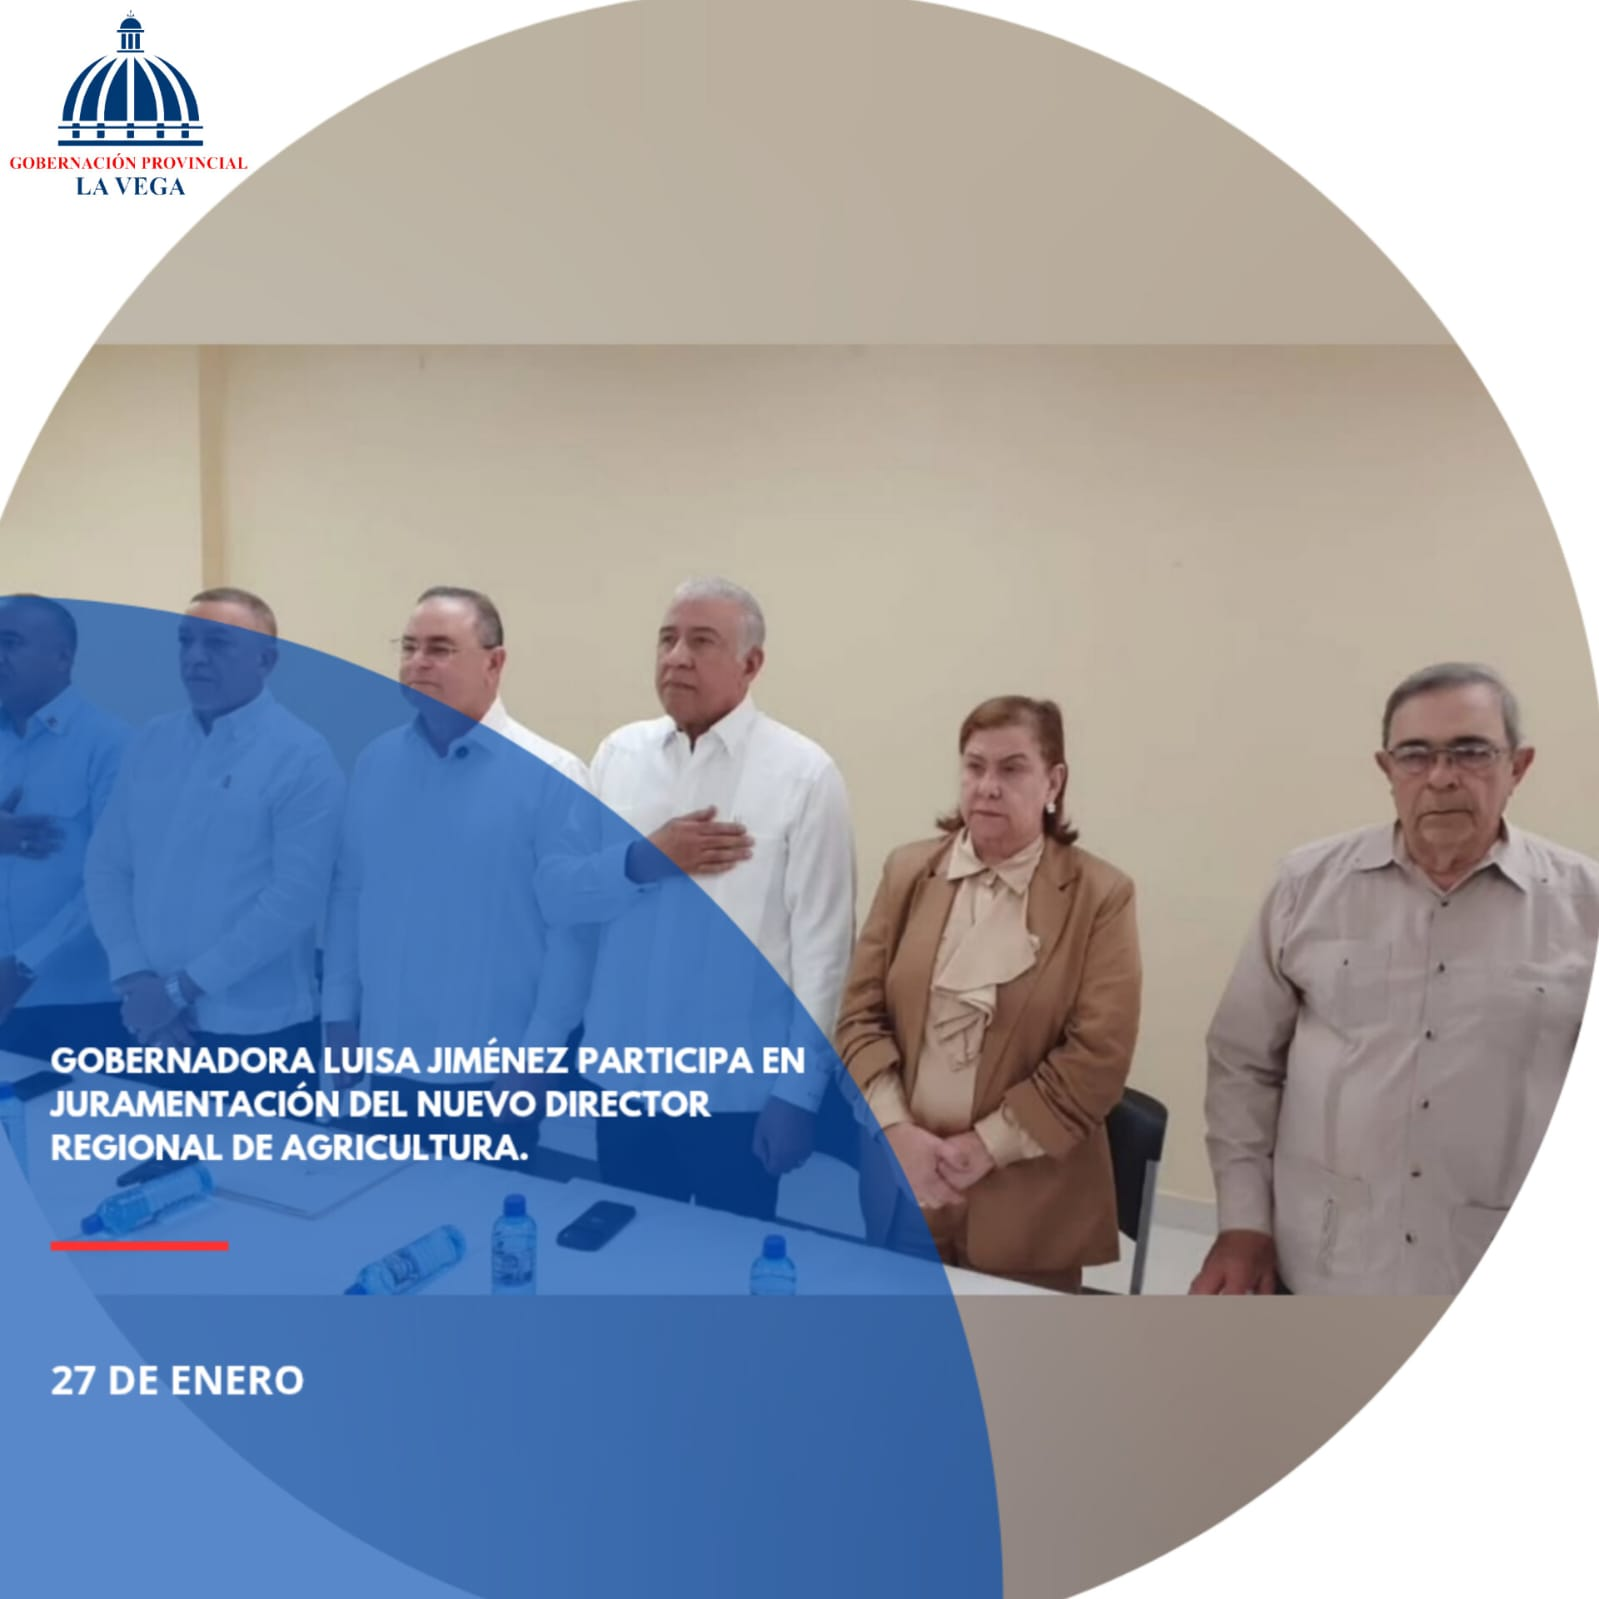 GOBERNACIÓN PROVINCIAL
LA VEGA
GOBERNADORA LUISA JIMÉNEZ PARTICIPA EN
JURAMENTACIÓN DEL NUEVO DIRECTOR
REGIONAL DE AGRICULTURA.
27 DE ENERO